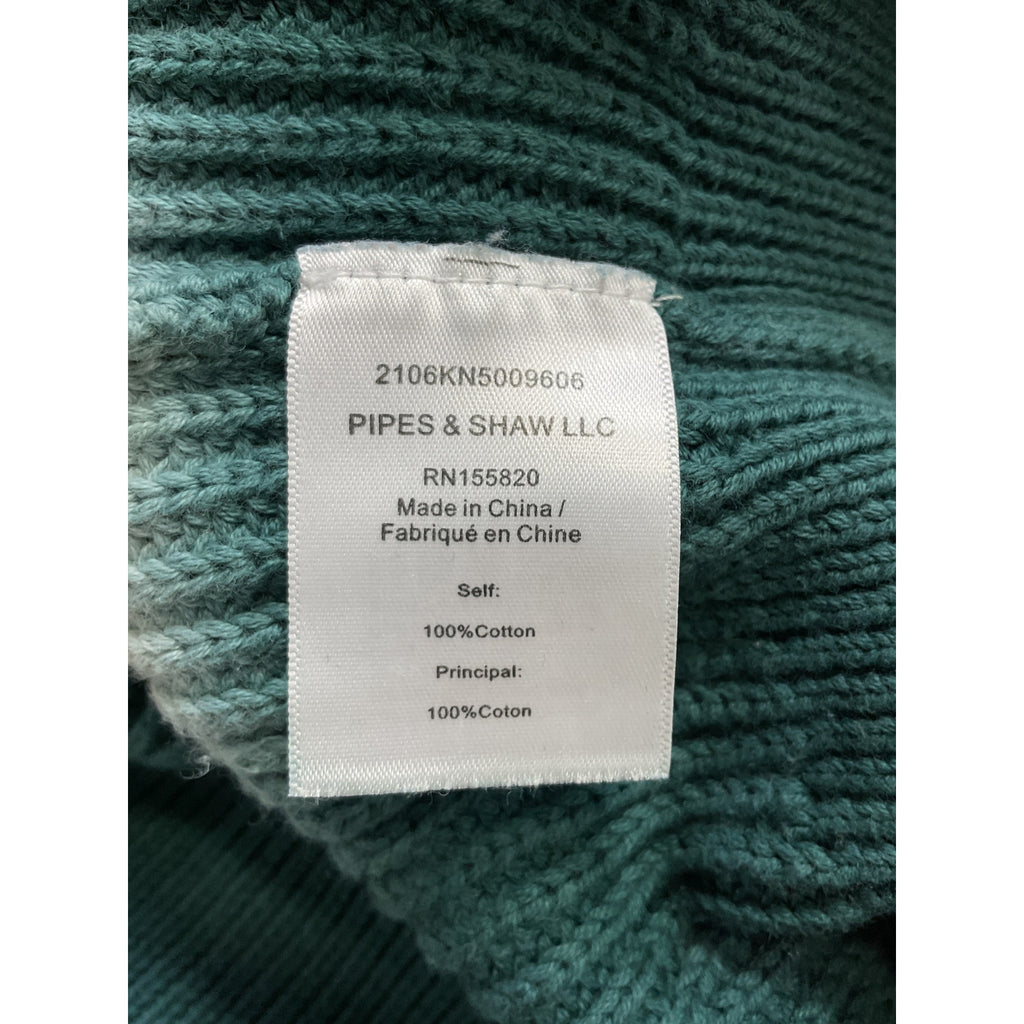 2106KN5009606
PIPES & SHAW LLC
RN155820
Made in China /
Fabriqué en Chine
Self:
100%Cotton
Principal:
100%Coton